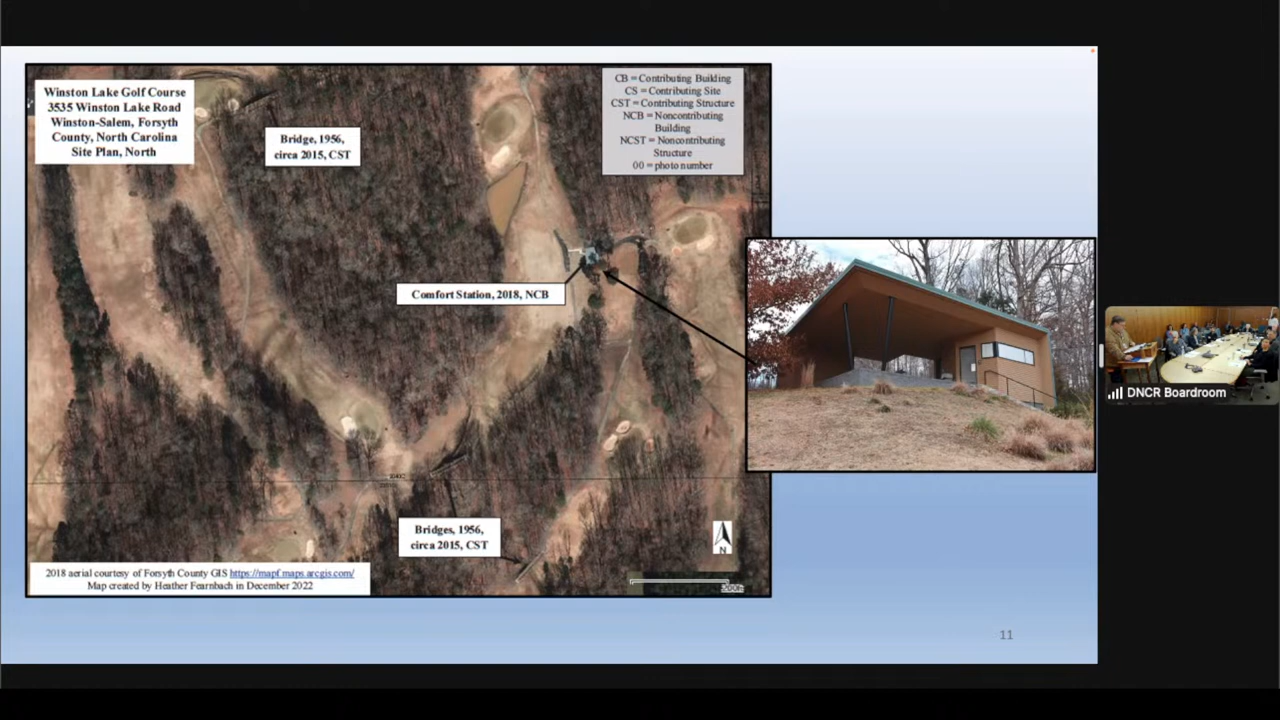 Winston Lake Golf Course
3535 Winston Lake Road
Winston-Salem, Forsyth
County, North Carolina
Site Plan, North
Bridge, 1956,
circa 2015, CST
CB = Contributing Building
CS = Contributing Site
CST = Contributing Structure
NCB = Noncontributing
Building
NCST = Noncontributing
Structure
00 = photo number
Comfort Station, 2018, NCB
Bridges, 1956,
circa 2015, CST
N
2018 aerial courtesy of Forsyth County GIS https://mapf.maps.arcgis.com/
Map created by Heather Fearnbach in December 2022
11
DNCR Boardroom